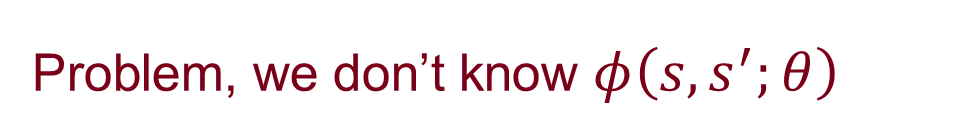 Problem, we don’t know 𝜙(𝑠, 𝑠′; 𝜃)